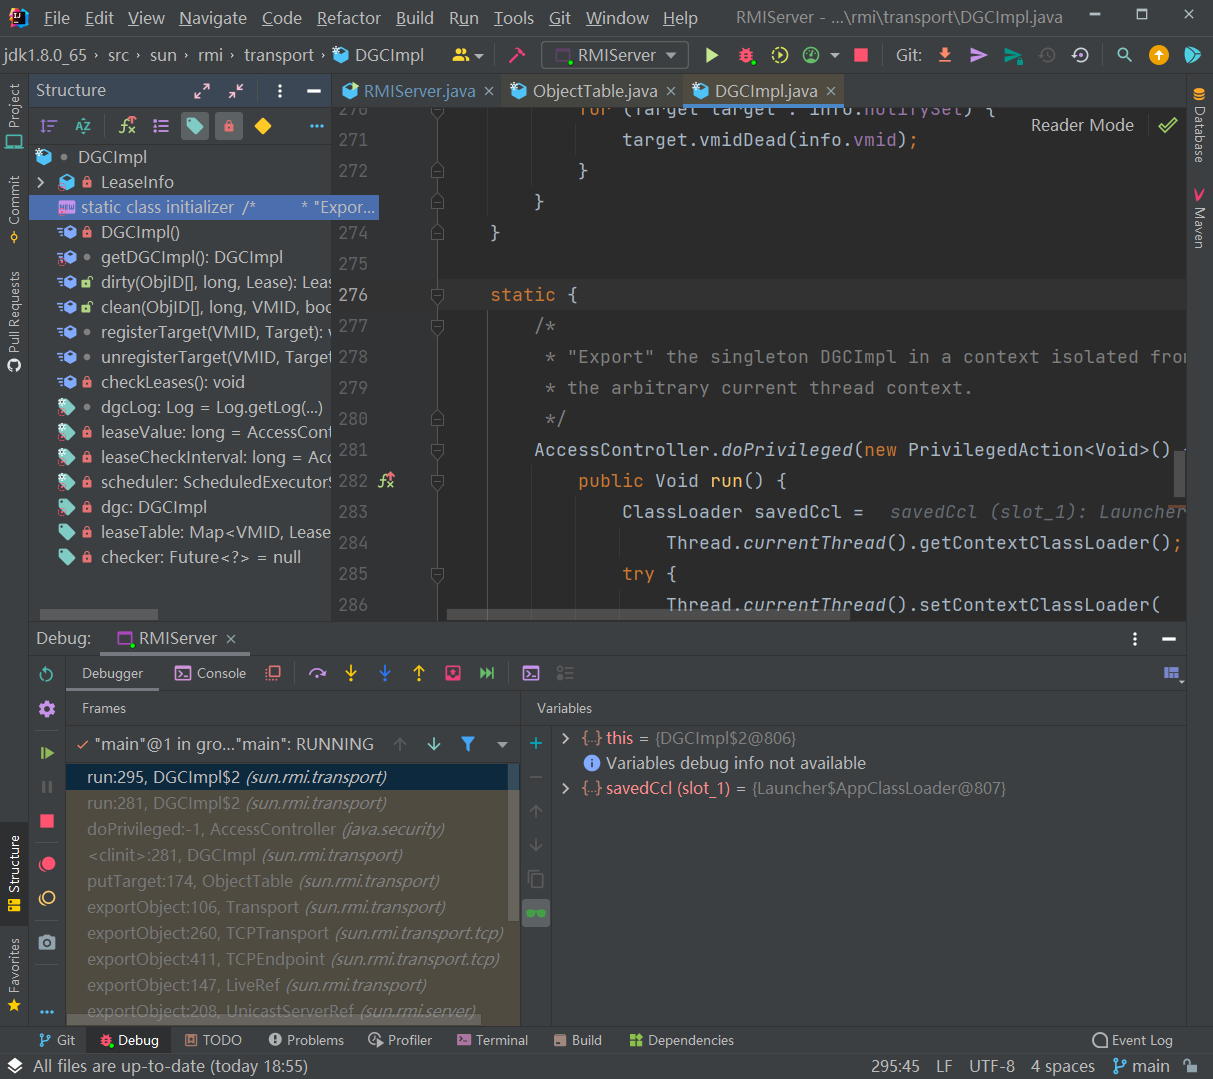 File Edit View Navigate Code Refactor Build Run Tools Git Window Help RMIServer - ...\rmi\transport\DGCImpl.java
jdk1.8.0_65 src sun rmi transport DGCImpl RMIServer Git:
Project
Commit
Pull Requests
Structure
Favorites
Structure
DGCImpl
LeaseInfo
static class initializer /* * "Expor...
DGCImpl()
getDGCImpl(): DGCImpl
dirty(ObjID[], long, Lease): Leas
clean(ObjID[], long, VMID, boo
registerTarget(VMID, Target): v
unregisterTarget(VMID, Target
checkLeases(): void
dgcLog: Log = Log.getLog(...)
leaseValue: long = AccessCont
leaseCheckInterval: long = Acc
scheduler: ScheduledExecutorS
dgc: DGCImpl
leaseTable: Map<VMID, Lease
checker: Future<?> = null
RMIServer.java ObjectTable.java DGCImpl.java
Reader Mode
Database
Maven
270 for (Target target : info.notifySet) {
271 target.vmidDead(info.vmid);
272 }
}
274 }
275
276 static {
277 /*
278 * "Export" the singleton DGCImpl in a context isolated from
279 * the arbitrary current thread context.
280 */
281 AccessController.doPrivileged(new PrivilegedAction<Void>()
282 public Void run() {
283 ClassLoader savedCcl = savedCcl (slot_1): Launcher
284 Thread.currentThread().getContextClassLoader();
285 try {
286 Thread.currentThread().setContextClassLoader(
Debug: RMIServer
Debugger Console
Frames
"main"@1 in gro..."main": RUNNING
run:295, DGCImpl$2 (sun.rmi.transport)
run:281, DGCImpl$2 (sun.rmi.transport)
doPrivileged:-1, AccessController (java.security)
<clinit>:281, DGCImpl (sun.rmi.transport)
putTarget:174, ObjectTable (sun.rmi.transport)
exportObject:106, Transport (sun.rmi.transport)
exportObject:260, TCPTransport (sun.rmi.transport.tcp)
exportObject:411, TCPEndpoint (sun.rmi.transport.tcp)
exportObject:147, LiveRef (sun.rmi.transport)
exportObject:208, UnicastServerRef (sun.rmi.server)
Variables
this = {DGCImpl$2@806}
Variables debug info not available
savedCcl (slot_1) = {Launcher$AppClassLoader@807}
Git Debug TODO Problems Profiler Terminal Build Dependencies Event Log
All files are up-to-date (today 18:55) 295:45 LF UTF-8 4 spaces main